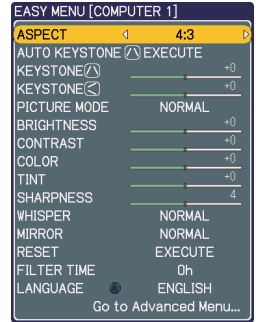 EASY MENU [COMPUTER 1]
ASPECT 4:3
AUTO KEYSTONE EXECUTE
KEYSTONE +0
KEYSTONE +0
PICTURE MODE NORMAL
BRIGHTNESS +0
CONTRAST +0
COLOR +0
TINT +0
SHARPNESS 4
WHISPER NORMAL
MIRROR NORMAL
RESET EXECUTE
FILTER TIME 0h
LANGUAGE ENGLISH
Go to Advanced Menu...